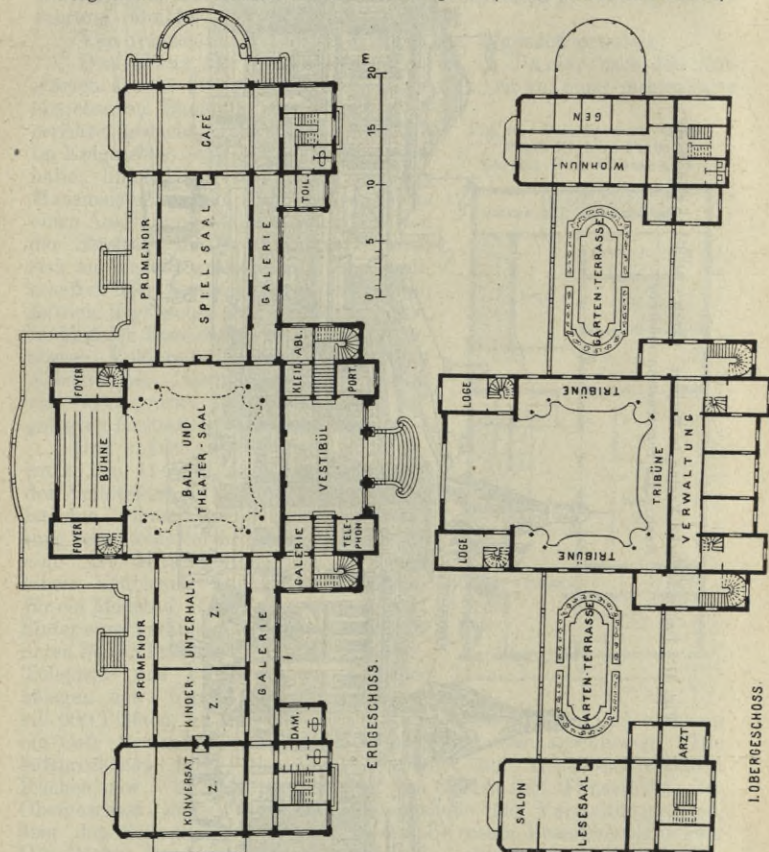 CAFÉ
PROMENOIR
SPIEL-SAAL
GALERIE
TOIL.
20 m
15
10
5
0
FOYER
BÜHNE
FOYER
BALL UND
THEATER-SAAL
KLEID. ABL.
PORT.
VESTIBÜL
GALERIE
TELE-
PHON
PROMENOIR
UNTERHALT.-
Z.
KINDER-
Z.
GALERIE
KONVERSAT
Z.
DAM.
ERDGESCHOSS.
WOHNUN-
GEN
GARTEN-TERRASSE
LOGE
TRIBÜNE
TRIBÜNE
TRIBÜNE
LOGE
VERWALTUNG
GARTEN-TERRASSE
SALON
LESESAAL
ARZT
I. OBERGESCHOSS.